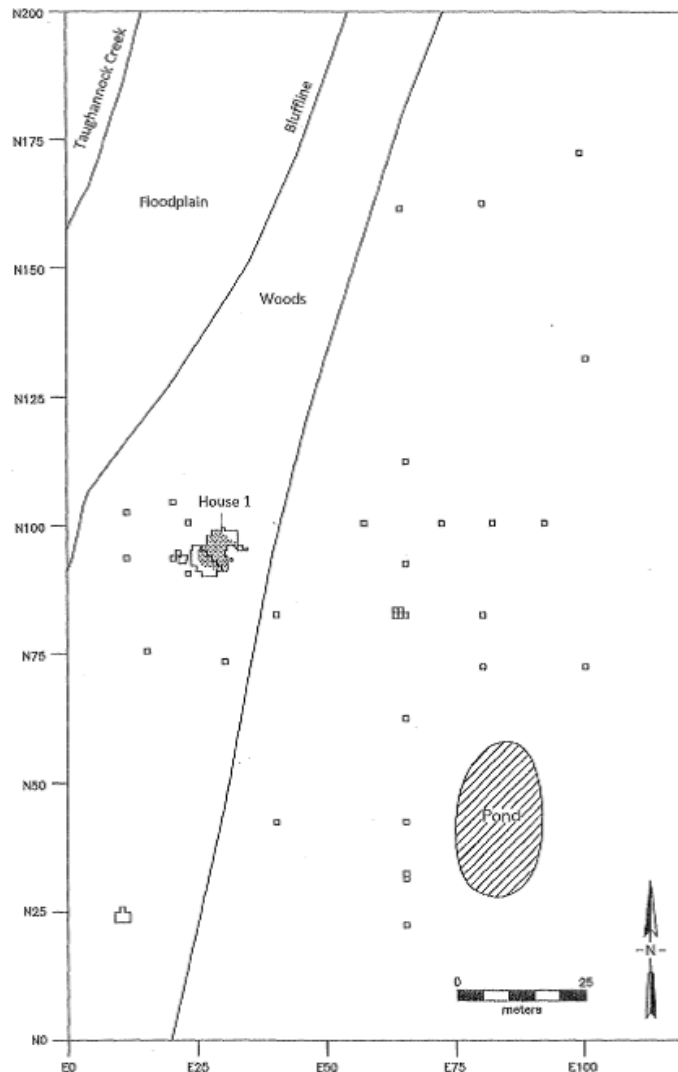 N200
Taughannock Creek
Bluffline
N175
Floodplain
N150
Woods
N125
House 1
N100
N75
N50
Pond
N25
N
0 25
meters
N0
E0 E25 E50 E75 E100